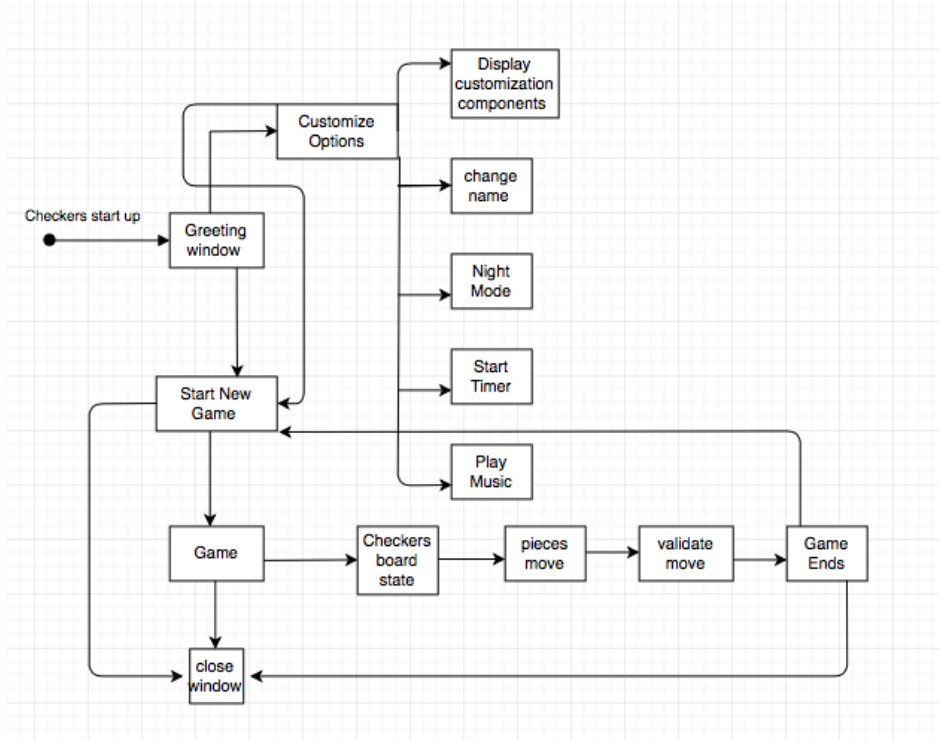 Display
customization
components
Customize
Options
change
name
Checkers start up
Greeting
window
Night
Mode
Start
Timer
Start New
Game
Play
Music
Game
Checkers
board
state
pieces
move
validate
move
Game
Ends
close
window